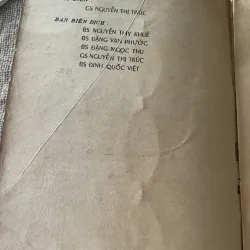 GS NGUYỄN THỊ TRÚC
BAN BIÊN DỊCH :
BS NGUYỄN THY KHUÊ
BS ĐẶNG VẠN PHƯỚC
BS ĐẶNG NGỌC THU
GS NGUYỄN THỊ TRÚC
BS ĐINH QUỐC VIỆT